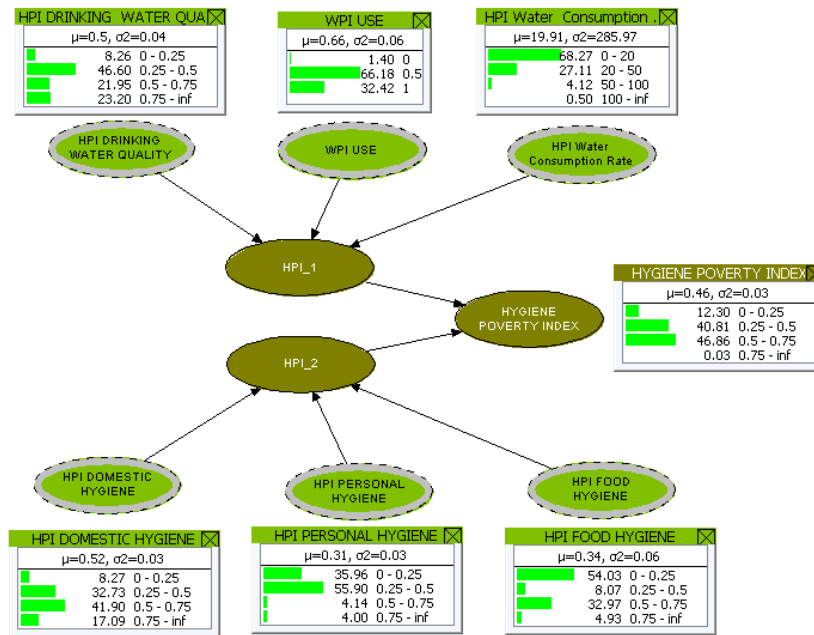 HPI DRINKING WATER QUA
μ=0.5, σ2=0.04
8.26 0 - 0.25
46.60 0.25 - 0.5
21.95 0.5 - 0.75
23.20 0.75 - inf
WPI USE
μ=0.66, σ2=0.06
1.40 0
66.18 0.5
32.42 1
HPI Water Consumption .
μ=19.91, σ2=285.97
68.27 0 - 20
27.11 20 - 50
4.12 50 - 100
0.50 100 - inf
HPI DRINKING
WATER QUALITY
WPI USE
HPI Water
Consumption Rate
HPI_1
HYGIENE
POVERTY INDEX
HYGIENE POVERTY INDEX
μ=0.46, σ2=0.03
12.30 0 - 0.25
40.81 0.25 - 0.5
46.86 0.5 - 0.75
0.03 0.75 - inf
HPI_2
HPI DOMESTIC
HYGIENE
HPI PERSONAL
HYGIENE
HPI FOOD
HYGIENE
HPI DOMESTIC HYGIENE
μ=0.52, σ2=0.03
8.27 0 - 0.25
32.73 0.25 - 0.5
41.90 0.5 - 0.75
17.09 0.75 - inf
HPI PERSONAL HYGIENE
μ=0.31, σ2=0.03
35.96 0 - 0.25
55.90 0.25 - 0.5
4.14 0.5 - 0.75
4.00 0.75 - inf
HPI FOOD HYGIENE
μ=0.34, σ2=0.06
54.03 0 - 0.25
8.07 0.25 - 0.5
32.97 0.5 - 0.75
4.93 0.75 - inf